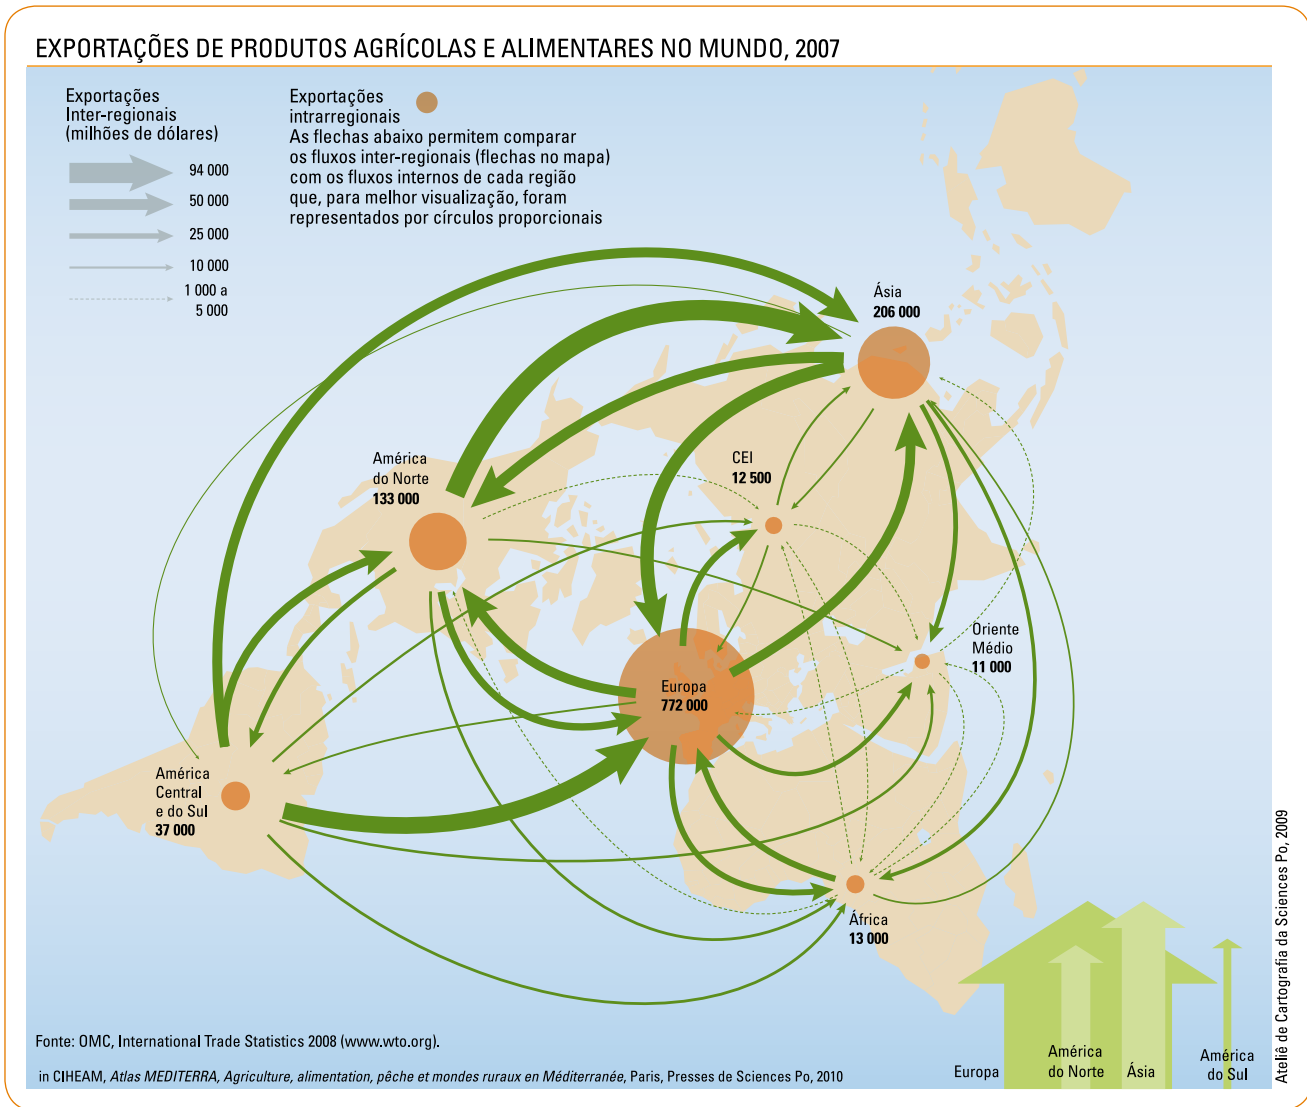 EXPORTAÇÕES DE PRODUTOS AGRÍCOLAS E ALIMENTARES NO MUNDO, 2007
Exportações
Inter-regionais
(milhões de dólares)
94 000
50 000
25 000
10 000
1 000 a
5 000
Exportações
intrarregionais
As flechas abaixo permitem comparar
os fluxos inter-regionais (flechas no mapa)
com os fluxos internos de cada região
que, para melhor visualização, foram
representados por círculos proporcionais
Ásia
206 000
América
do Norte
133 000
CEI
12 500
Oriente
Médio
11 000
Europa
772 000
América
Central
e do Sul
37 000
África
13 000
Europa
América
do Norte
Ásia
América
do Sul
Fonte: OMC, International Trade Statistics 2008 (www.wto.org).
in CIHEAM, Atlas MEDITERRA, Agriculture, alimentation, pêche et mondes ruraux en Méditerranée, Paris, Presses de Sciences Po, 2010
Ateliê de Cartografia da Sciences Po, 2009